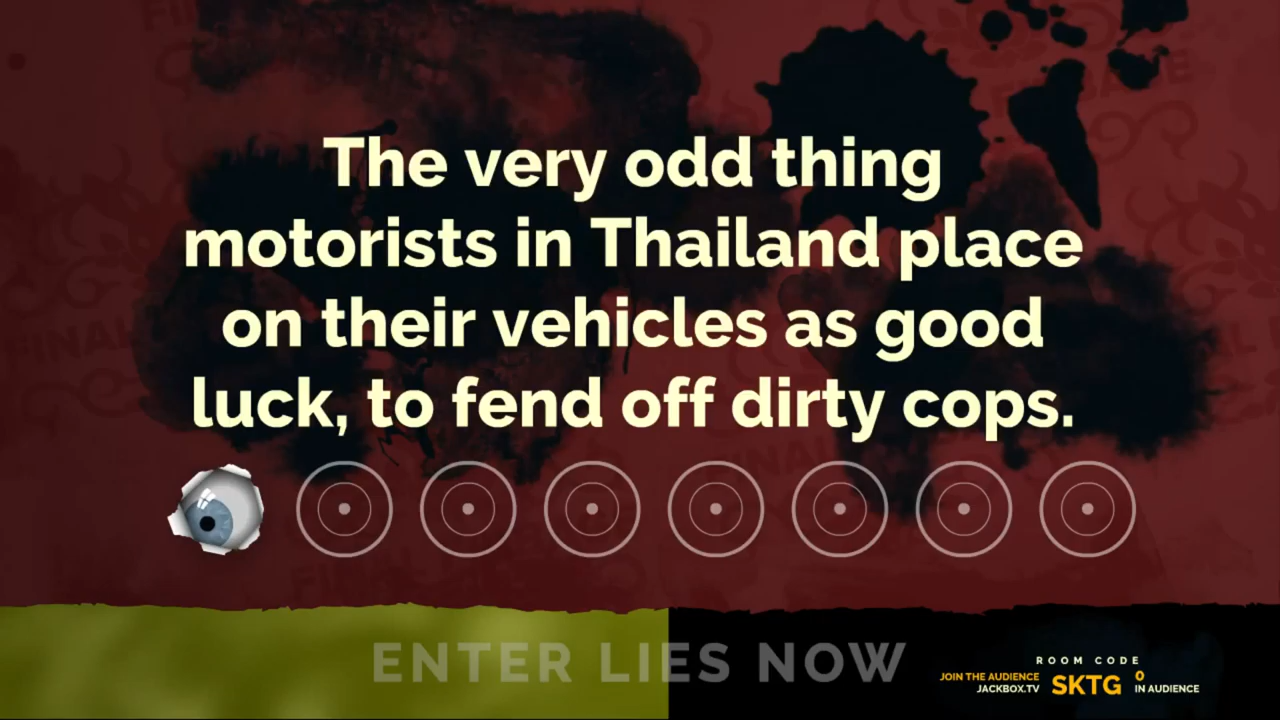 The very odd thing
motorists in Thailand place
on their vehicles as good
luck, to fend off dirty cops.
ENTER LIES NOW
ROOM CODE
JOIN THE AUDIENCE
JACKBOX.TV
SKTG
0
IN AUDIENCE